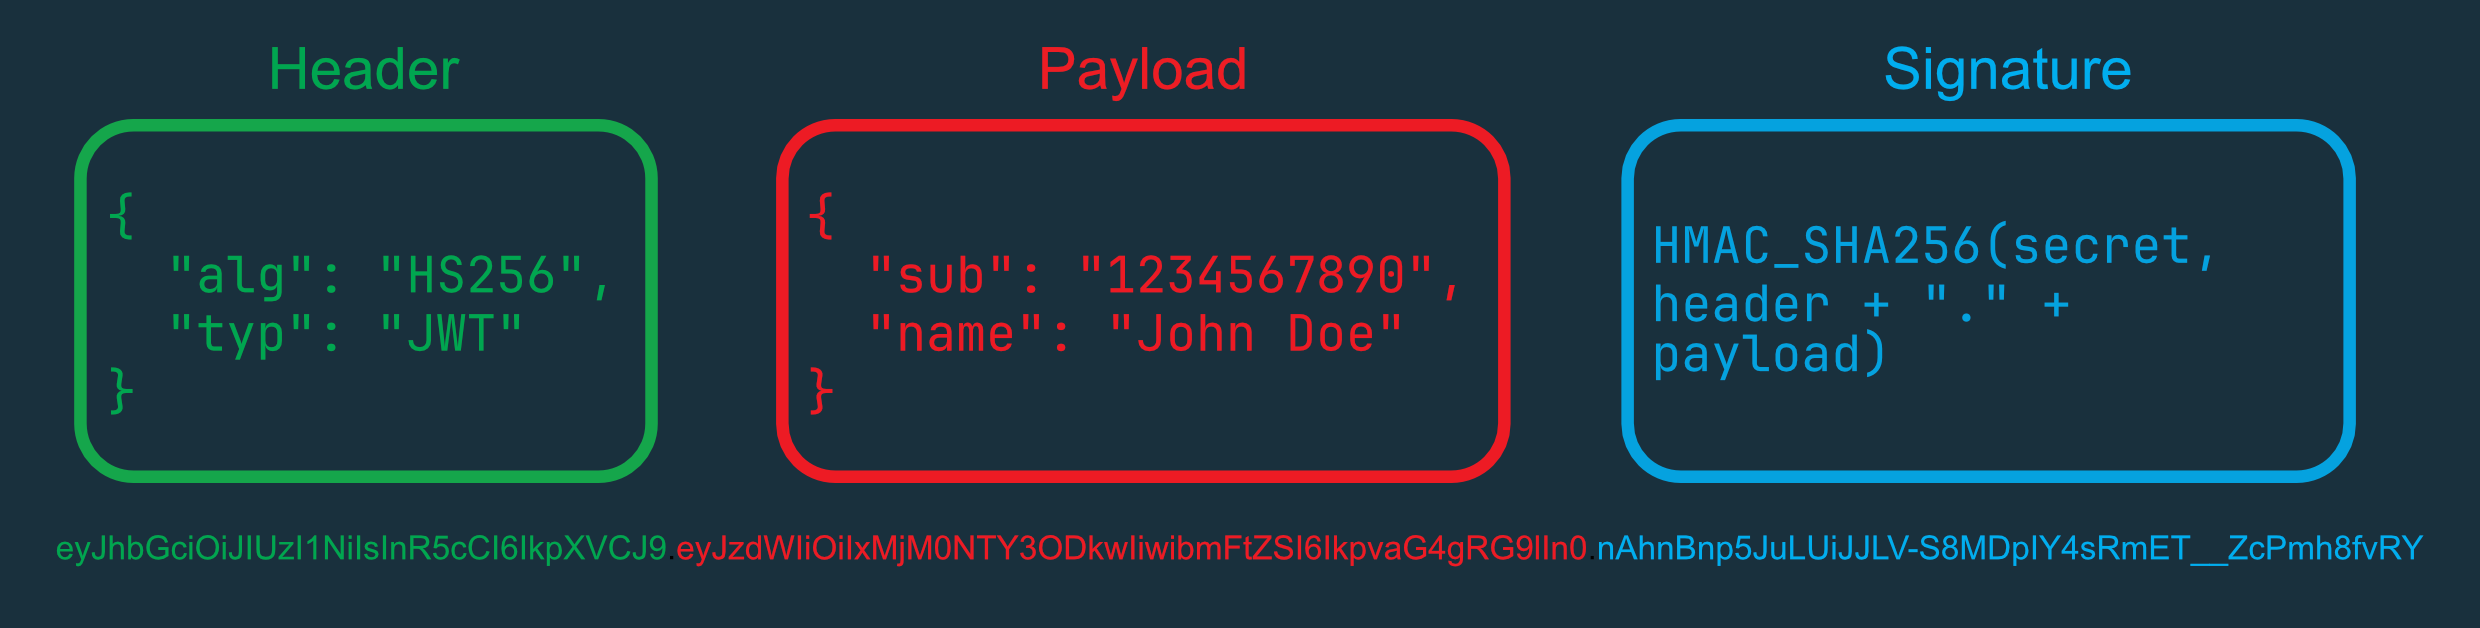 Header
Payload
Signature
{
"alg": "HS256",
"typ": "JWT"
}
{
"sub": "1234567890",
"name": "John Doe"
}
HMAC_SHA256(secret,
header + "." +
payload)
eyJhbGciOiJIUzI1NiIsInR5cCI6IkpXVCJ9.eyJzdWIiOiIxMjM0NTY3ODkwIiwibmFtZSI6IkpvaG4gRG9lIn0.nAhnBnp5JuLUiJJLV-S8MDpIY4sRmET__ZcPmh8fvRY